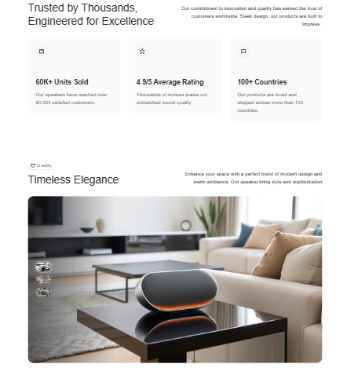 Trusted by Thousands,
Engineered for Excellence
Our commitment to innovation and quality has earned the trust of
customers worldwide. Sleek design, our products are built to
impress.
60K+ Units Sold
Our speakers have reached over
60,000 satisfied customers.
4.9/5 Average Rating
Thousands of reviews praise our
unmatched sound quality
100+ Countries
Our products are loved and
shipped across more than 100
countries.
Timeless Elegance
Enhance your space with a perfect blend of modern design and
warm ambiance. Our speaker bring style and sophistication